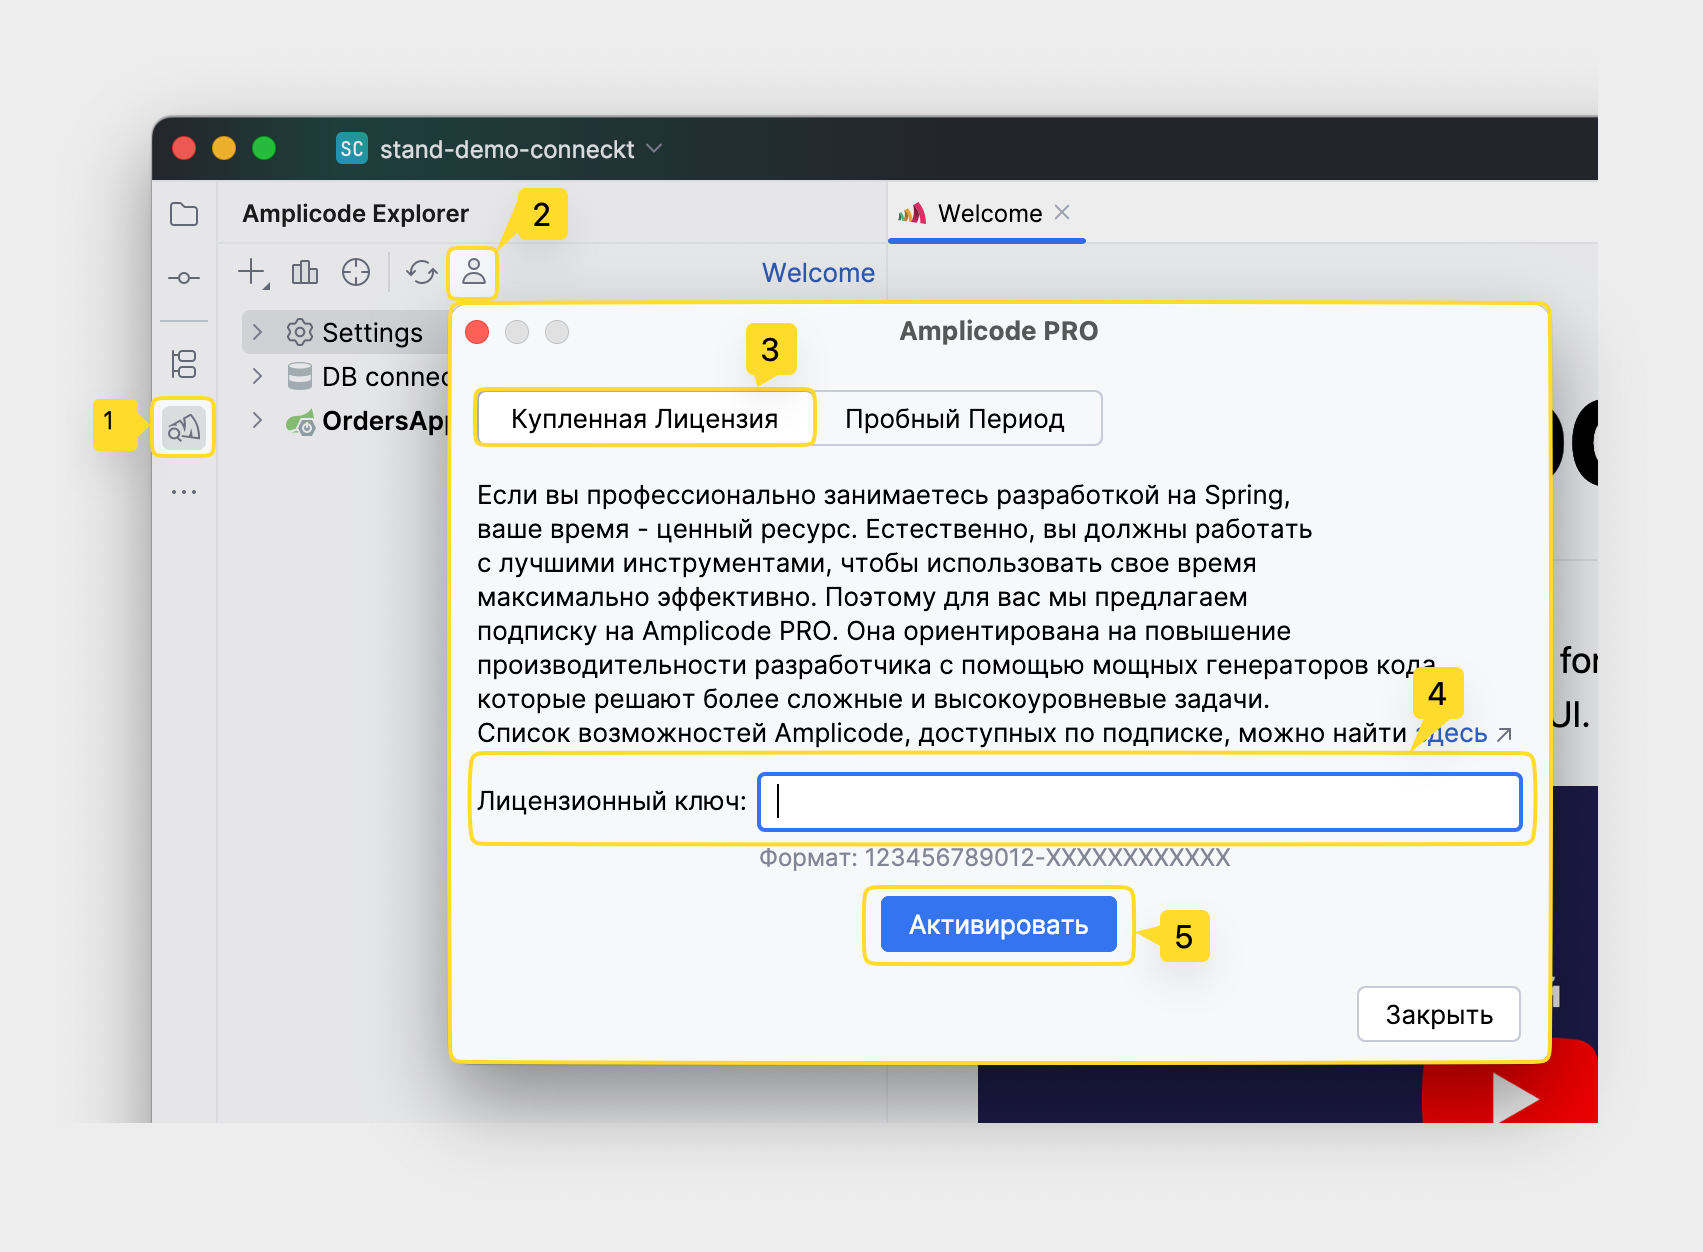 SC stand-demo-conneckt
Amplicode Explorer
2
Welcome
Welcome
Settings
DB connec
OrdersAp
1
Amplicode PRO
3
Купленная Лицензия
Пробный Период
Если вы профессионально занимаетесь разработкой на Spring,
ваше время - ценный ресурс. Естественно, вы должны работать
с лучшими инструментами, чтобы использовать свое время
максимально эффективно. Поэтому для вас мы предлагаем
подписку на Amplicode PRO. Она ориентирована на повышение
производительности разработчика с помощью мощных генераторов кода,
которые решают более сложные и высокоуровневые задачи.
Список возможностей Amplicode, доступных по подписке, можно найти здесь ↗
4
Лицензионный ключ:
Формат: 123456789012-XXXXXXXXXXXX
Активировать
5
Закрыть
for
UI.